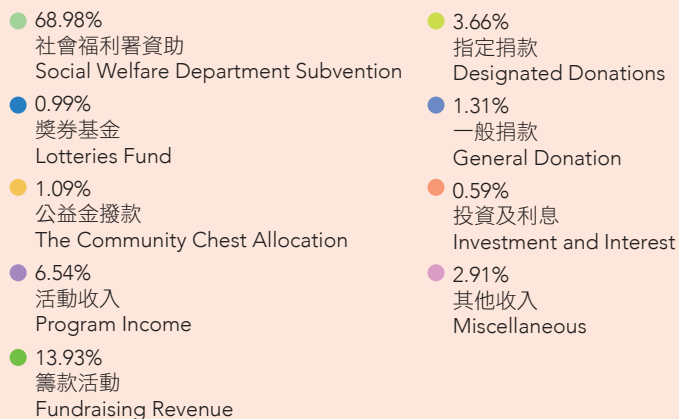 68.98%
社會福利署資助
Social Welfare Department Subvention
0.99%
獎券基金
Lotteries Fund
1.09%
公益金撥款
The Community Chest Allocation
6.54%
活動收入
Program Income
13.93%
籌款活動
Fundraising Revenue
3.66%
指定捐款
Designated Donations
1.31%
一般捐款
General Donation
0.59%
投資及利息
Investment and Interest
2.91%
其他收入
Miscellaneous